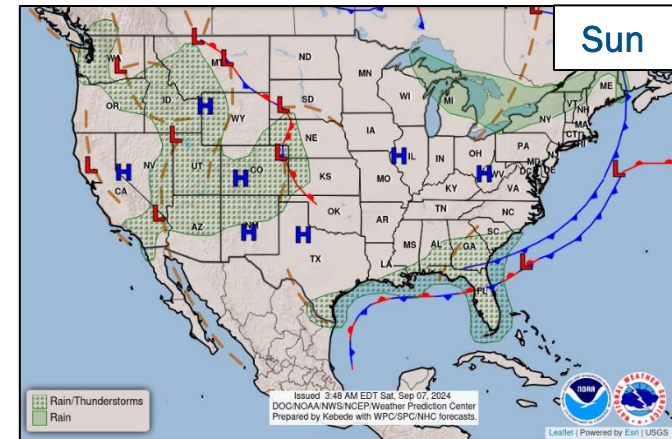 Sun
WA
MT
ND
MN
ME
OR
ID
WY
SD
WI
MI
VT
NH
NY
MA
CT
RI
NE
IA
PA
NV
UT
CO
IL
IN
OH
MD
DE
NJ
DC
WV
VA
CA
KS
MO
KY
AZ
NM
OK
AR
TN
NC
SC
TX
LA
MS
AL
GA
FL
L
L
L
L
L
L
L
L
L
L
L
H
H
H
H
H
H
H
Rain/Thunderstorms
Rain
Issued 3:48 AM EDT Sat, Sep 07, 2024
DOC/NOAA/NWS/NCEP/Weather Prediction Center
Prepared by Kebede with WPC/SPC/NHC forecasts.
NOAA
NATIONAL WEATHER SERVICE
Leaflet | Powered by Esri | USGS